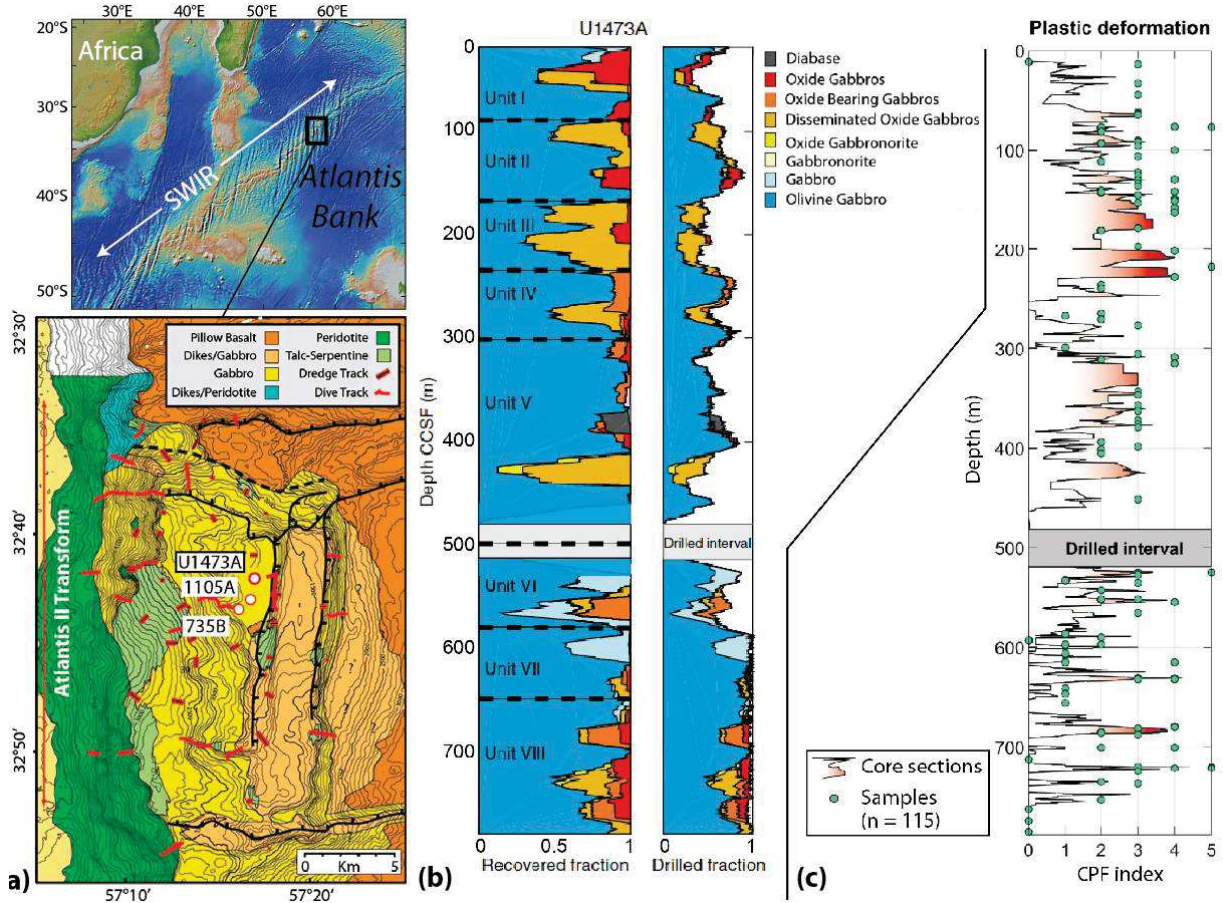 20°S
30°S
40°S
50°S
30°E
40°E
50°E
60°E
Africa
SWIR
Atlantis
Bank
Pillow Basalt
Dikes/Gabbro
Gabbro
Dikes/Peridotite
Peridotite
Talc-Serpentine
Dredge Track
Dive Track
32°30′
32°40′
32°50′
Atlantis II Transform
U1473A
1105A
735B
0
Km
5
57°10′
57°20′
a)
U1473A
0
100
200
300
400
500
600
700
Depth CCSF (m)
Unit I
Unit II
Unit III
Unit IV
Unit V
Unit VI
Unit VII
Unit VIII
Drilled interval
0
0.5
1
Recovered fraction
0
0.5
1
Drilled fraction
(b)
Diabase
Oxide Gabbros
Oxide Bearing Gabbros
Disseminated Oxide Gabbros
Oxide Gabbronorite
Gabbronorite
Gabbro
Olivine Gabbro
Plastic deformation
0
100
200
300
400
500
600
700
Depth (m)
Drilled interval
Core sections
Samples
(n = 115)
0
1
2
3
4
5
CPF index
(c)